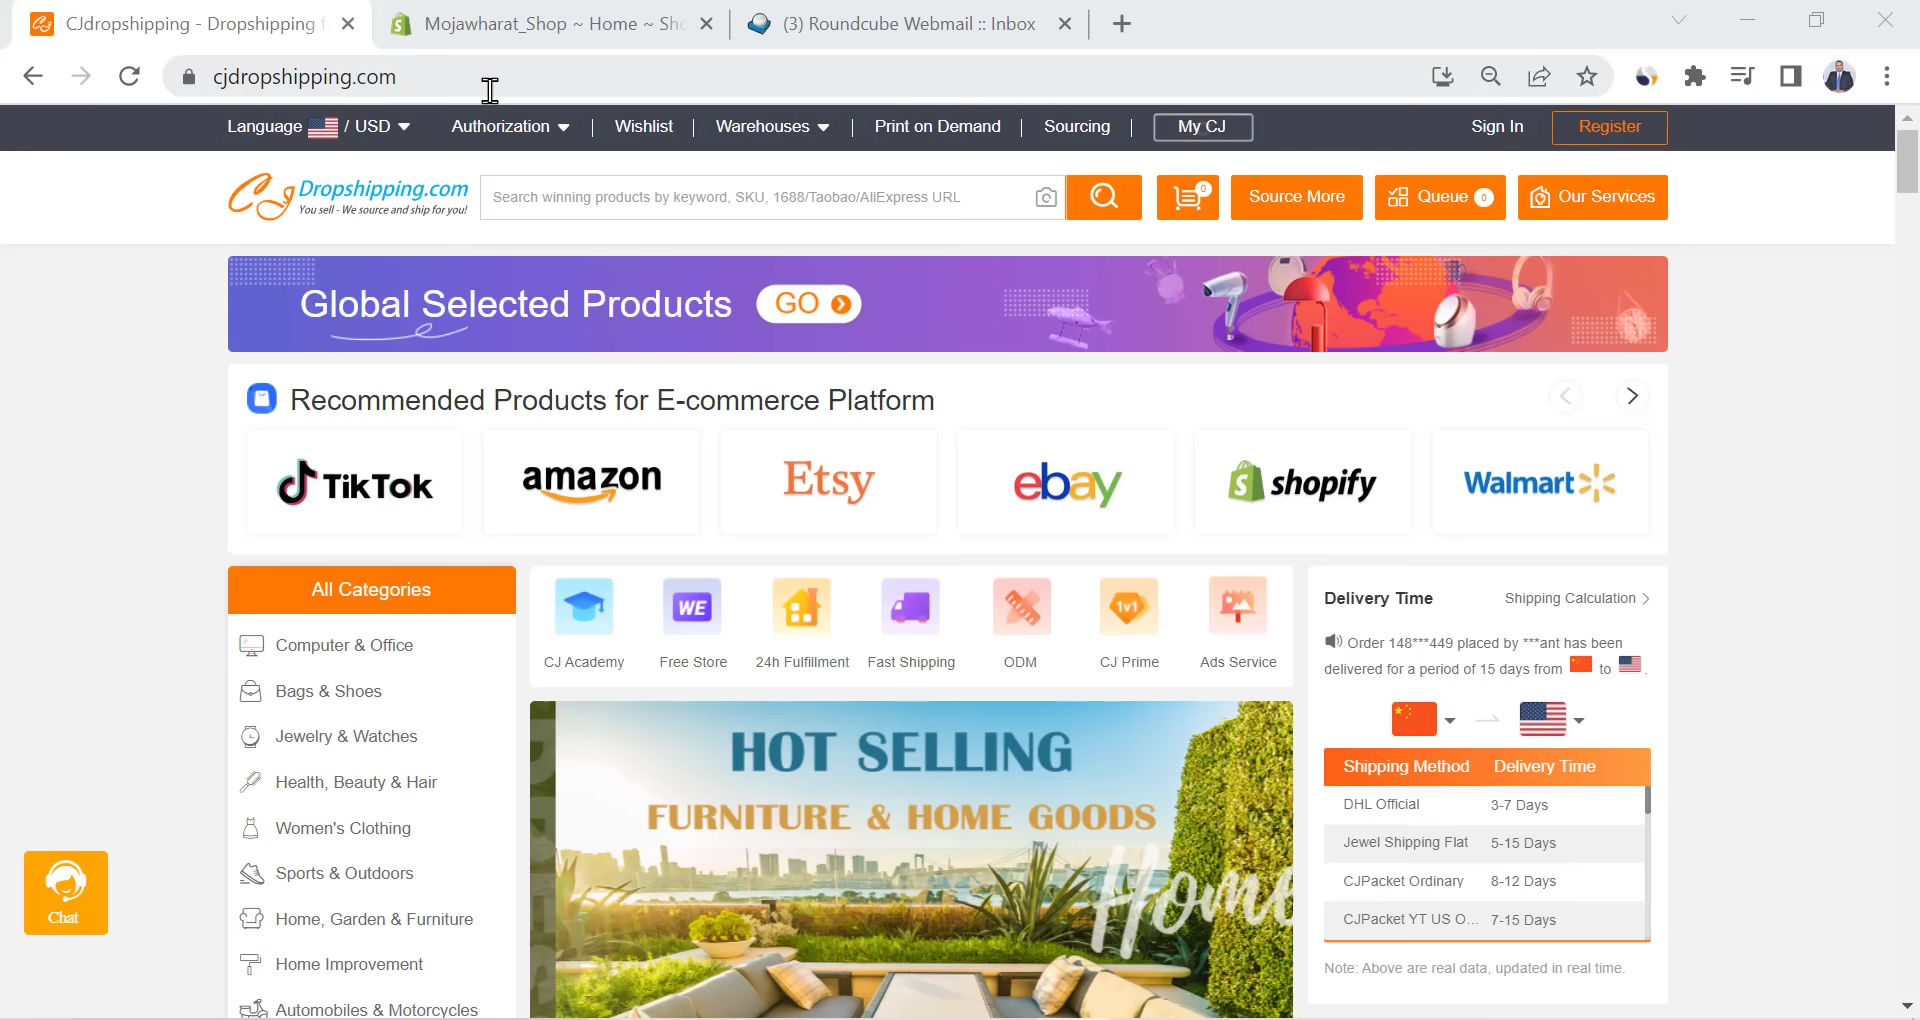 CJdropshipping - Dropshipping f
Mojawharat_Shop ~ Home ~ Sho
(3) Roundcube Webmail :: Inbox
cjdropshipping.com
Language / USD
Authorization
Wishlist
Warehouses
Print on Demand
Sourcing
My CJ
Sign In
Register
CJ Dropshipping.com
You sell - We source and ship for you!
Search winning products by keyword, SKU, 1688/Taobao/AliExpress URL
0
Source More
Queue 0
Our Services
Global Selected Products
GO
Recommended Products for E-commerce Platform
TikTok
amazon
Etsy
ebay
shopify
Walmart
All Categories
Computer & Office
Bags & Shoes
Jewelry & Watches
Health, Beauty & Hair
Women's Clothing
Sports & Outdoors
Home, Garden & Furniture
Home Improvement
Automobiles & Motorcycles
WE
1v1
CJ Academy
Free Store
24h Fulfillment
Fast Shipping
ODM
CJ Prime
Ads Service
HOT SELLING
FURNITURE & HOME GOODS
Home
Delivery Time
Shipping Calculation
Order 148***449 placed by ***ant has been
delivered for a period of 15 days from to .
Shipping Method Delivery Time
DHL Official 3-7 Days
Jewel Shipping Flat 5-15 Days
CJPacket Ordinary 8-12 Days
CJPacket YT US O... 7-15 Days
Note: Above are real data, updated in real time.
Chat